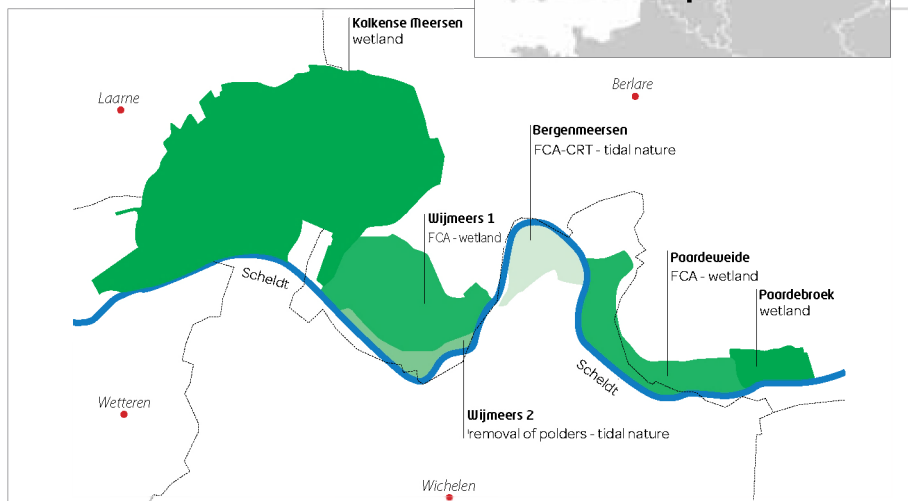 Kalkense Meersen
wetland
Laarne
Berlare
Bergenmeersen
FCA-CRT - tidal nature
Wijmeers 1
FCA - wetland
Paardeweide
FCA - wetland
Paardebroek
wetland
Scheldt
Scheldt
Wetteren
Wijmeers 2
removal of polders - tidal nature
Wichelen